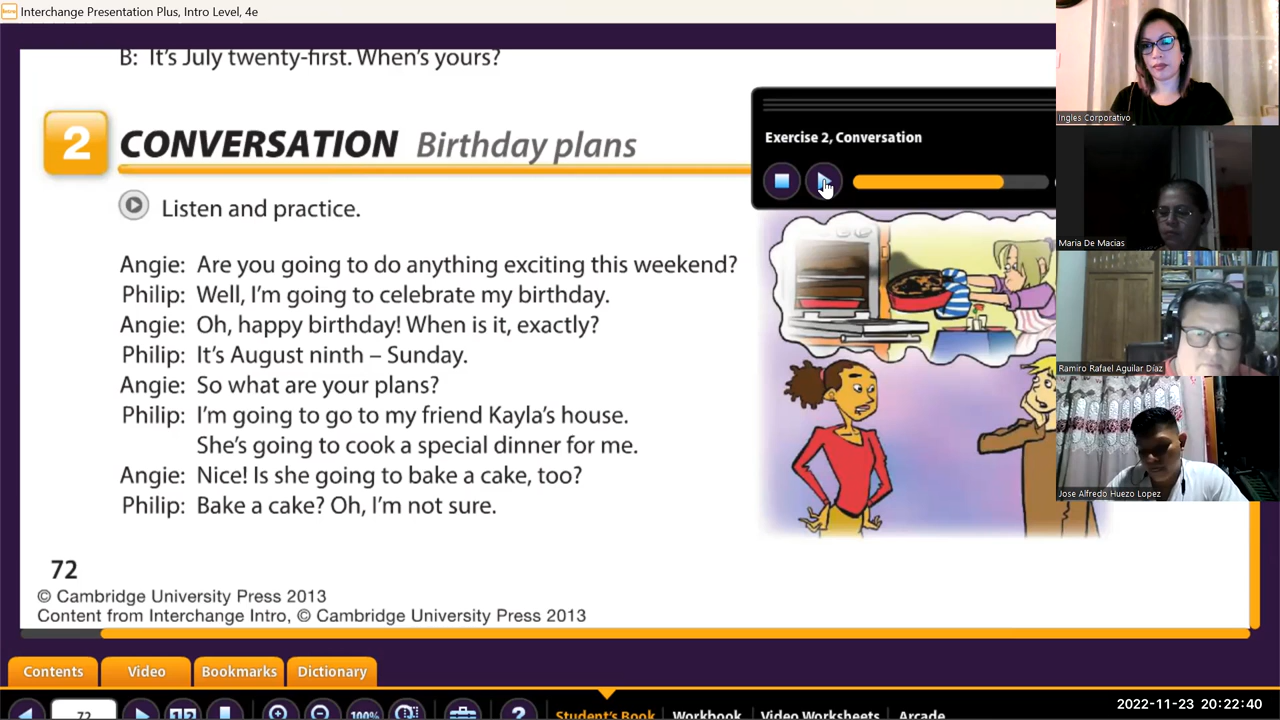 Interchange Presentation Plus, Intro Level, 4e
B: It's July twenty-first. When's yours?
2 CONVERSATION Birthday plans
Exercise 2, Conversation
Listen and practice.
Angie: Are you going to do anything exciting this weekend?
Philip: Well, I'm going to celebrate my birthday.
Angie: Oh, happy birthday! When is it, exactly?
Philip: It's August ninth – Sunday.
Angie: So what are your plans?
Philip: I'm going to go to my friend Kayla's house.
She's going to cook a special dinner for me.
Angie: Nice! Is she going to bake a cake, too?
Philip: Bake a cake? Oh, I'm not sure.
72
© Cambridge University Press 2013
Content from Interchange Intro, © Cambridge University Press 2013
Ingles Corporativo
Maria De Macias
Ramiro Rafael Aguilar Díaz
Jose Alfredo Huezo Lopez
Contents Video Bookmarks Dictionary
72 100% ? Student's Book Workbook Video Worksheets Arcade
2022-11-23 20:22:40